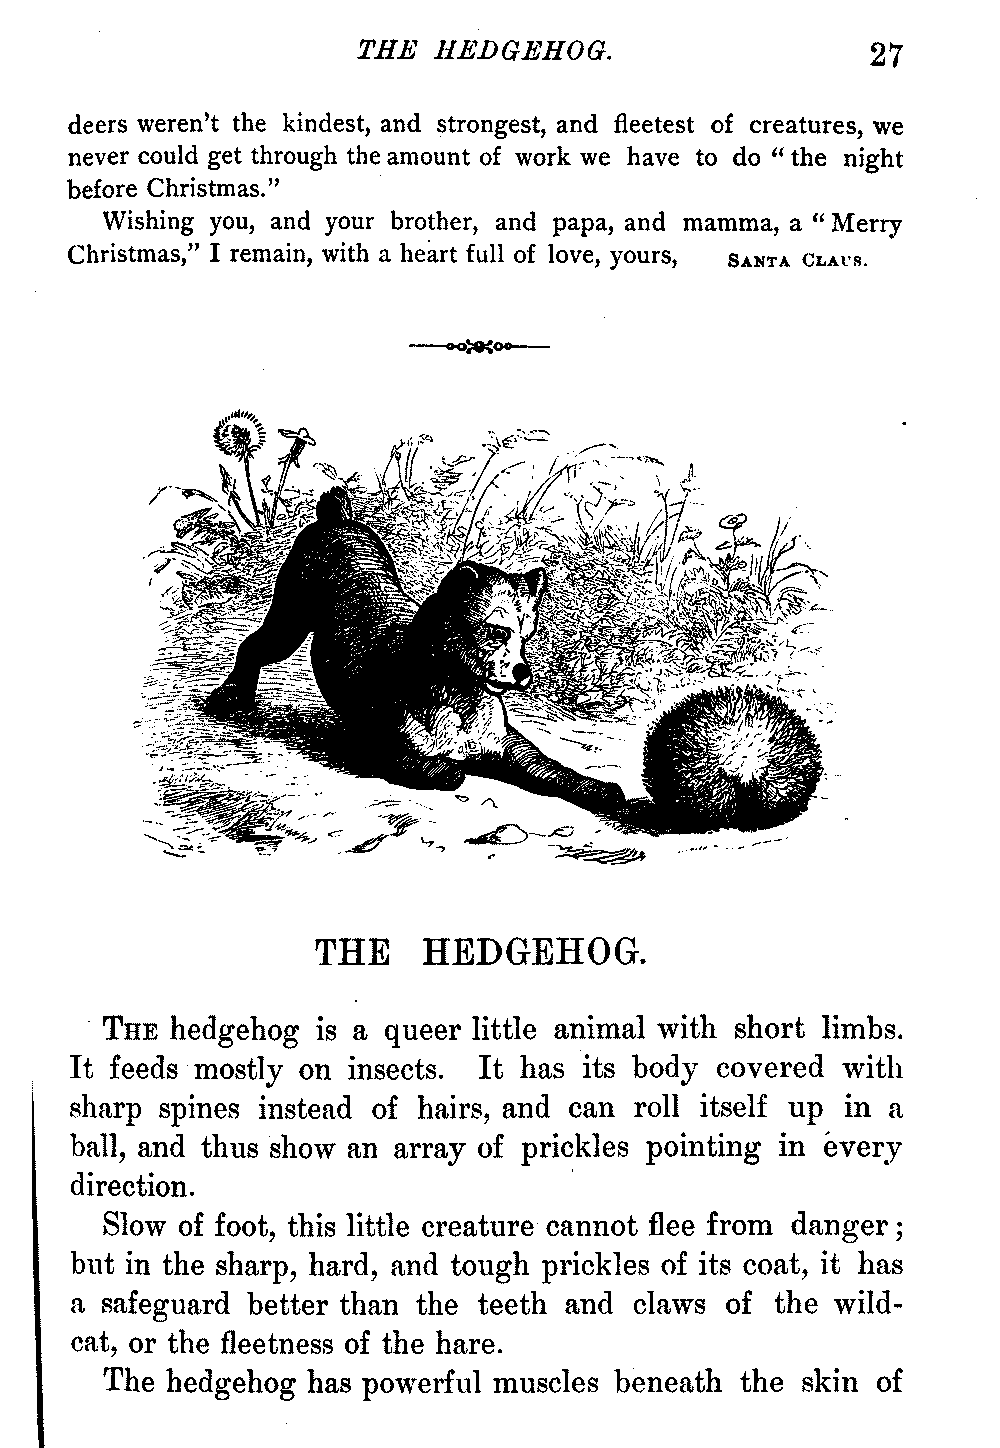 THE HEDGEHOG. 27
deers weren't the kindest, and strongest, and fleetest of creatures, we
never could get through the amount of work we have to do "the night
before Christmas."
Wishing you, and your brother, and papa, and mamma, a "Merry
Christmas," I remain, with a heart full of love, yours, SANTA CLAUS.
THE HEDGEHOG.
THE hedgehog is a queer little animal with short limbs.
It feeds mostly on insects. It has its body covered with
sharp spines instead of hairs, and can roll itself up in a
ball, and thus show an array of prickles pointing in every
direction.
Slow of foot, this little creature cannot flee from danger;
but in the sharp, hard, and tough prickles of its coat, it has
a safeguard better than the teeth and claws of the wild-
cat, or the fleetness of the hare.
The hedgehog has powerful muscles beneath the skin of